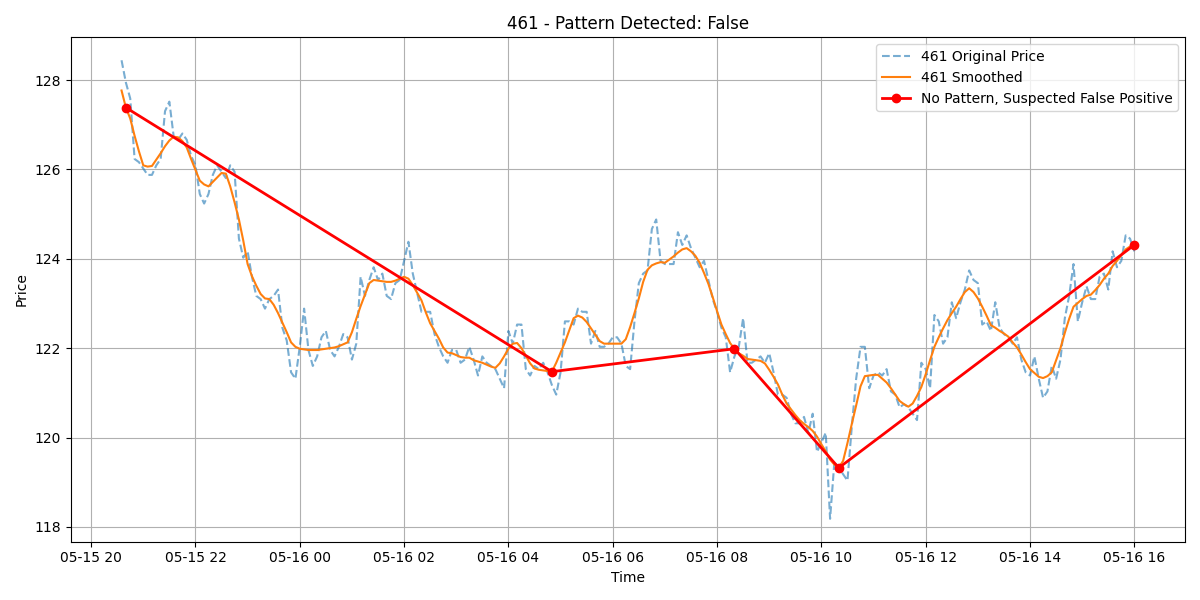 461 - Pattern Detected: False
461 Original Price
461 Smoothed
No Pattern, Suspected False Positive
Price
128
126
124
122
120
118
05-15 20 05-15 22 05-16 00 05-16 02 05-16 04 05-16 06 05-16 08 05-16 10 05-16 12 05-16 14 05-16 16
Time